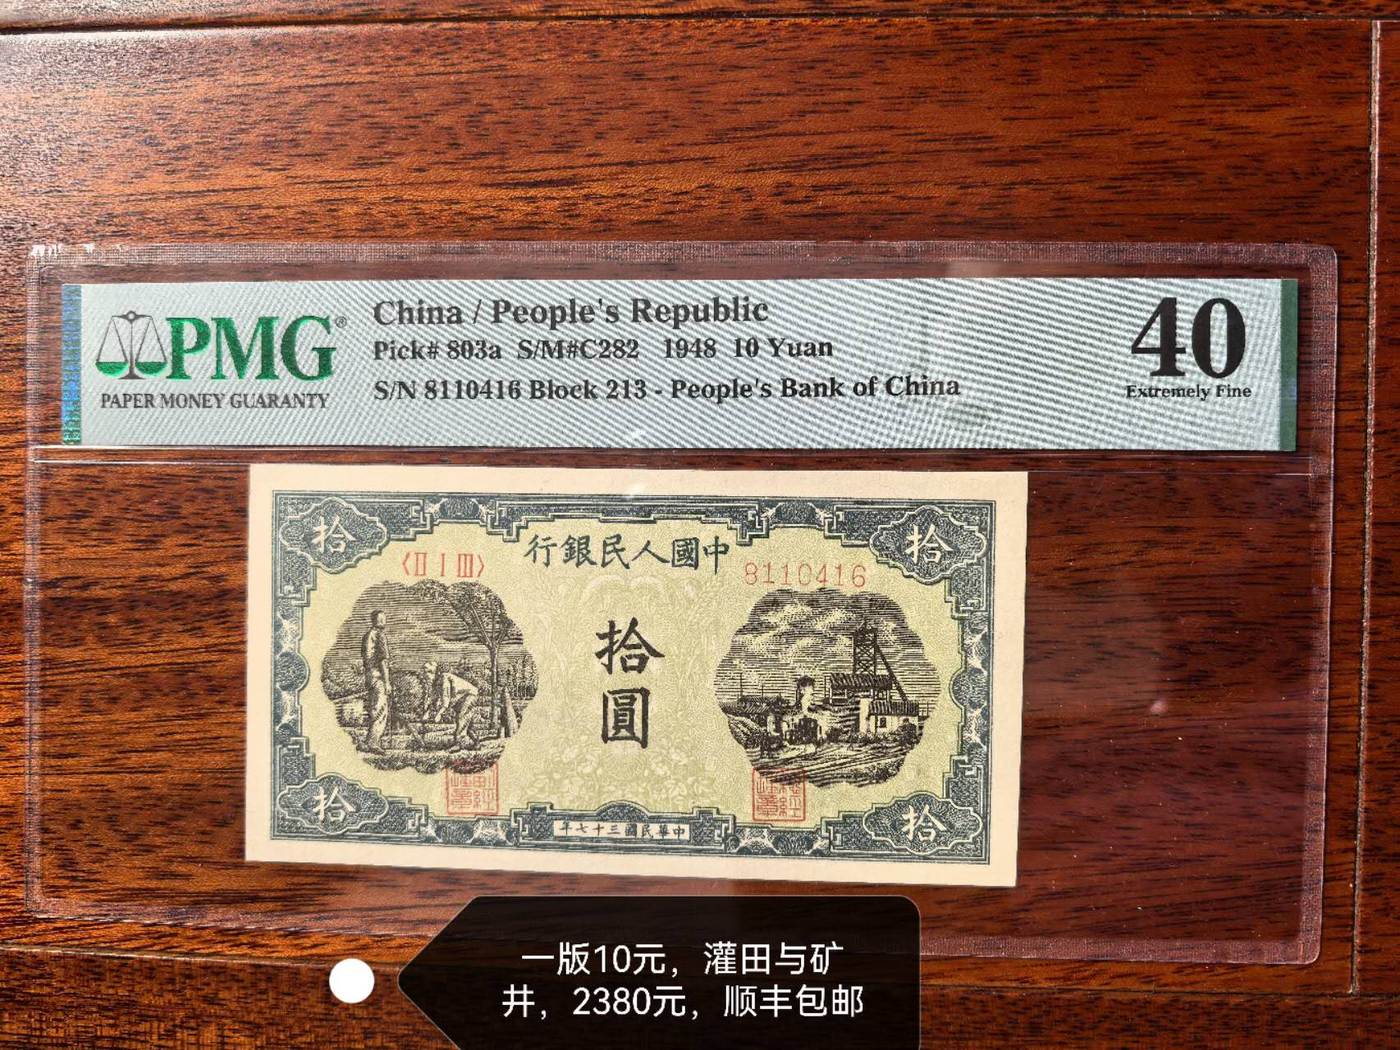 PMG®
PAPER MONEY GUARANTY
China / People's Republic
Pick# 803a S/M#C282 1948 10 Yuan
S/N 8110416 Block 213 - People's Bank of China
40
Extremely Fine
拾
拾
行銀民人國中
〈II I III〉
8110416
拾
圓
拾
拾
年七十三國民華中
一版10元，灌田与矿
井，2380元，顺丰包邮